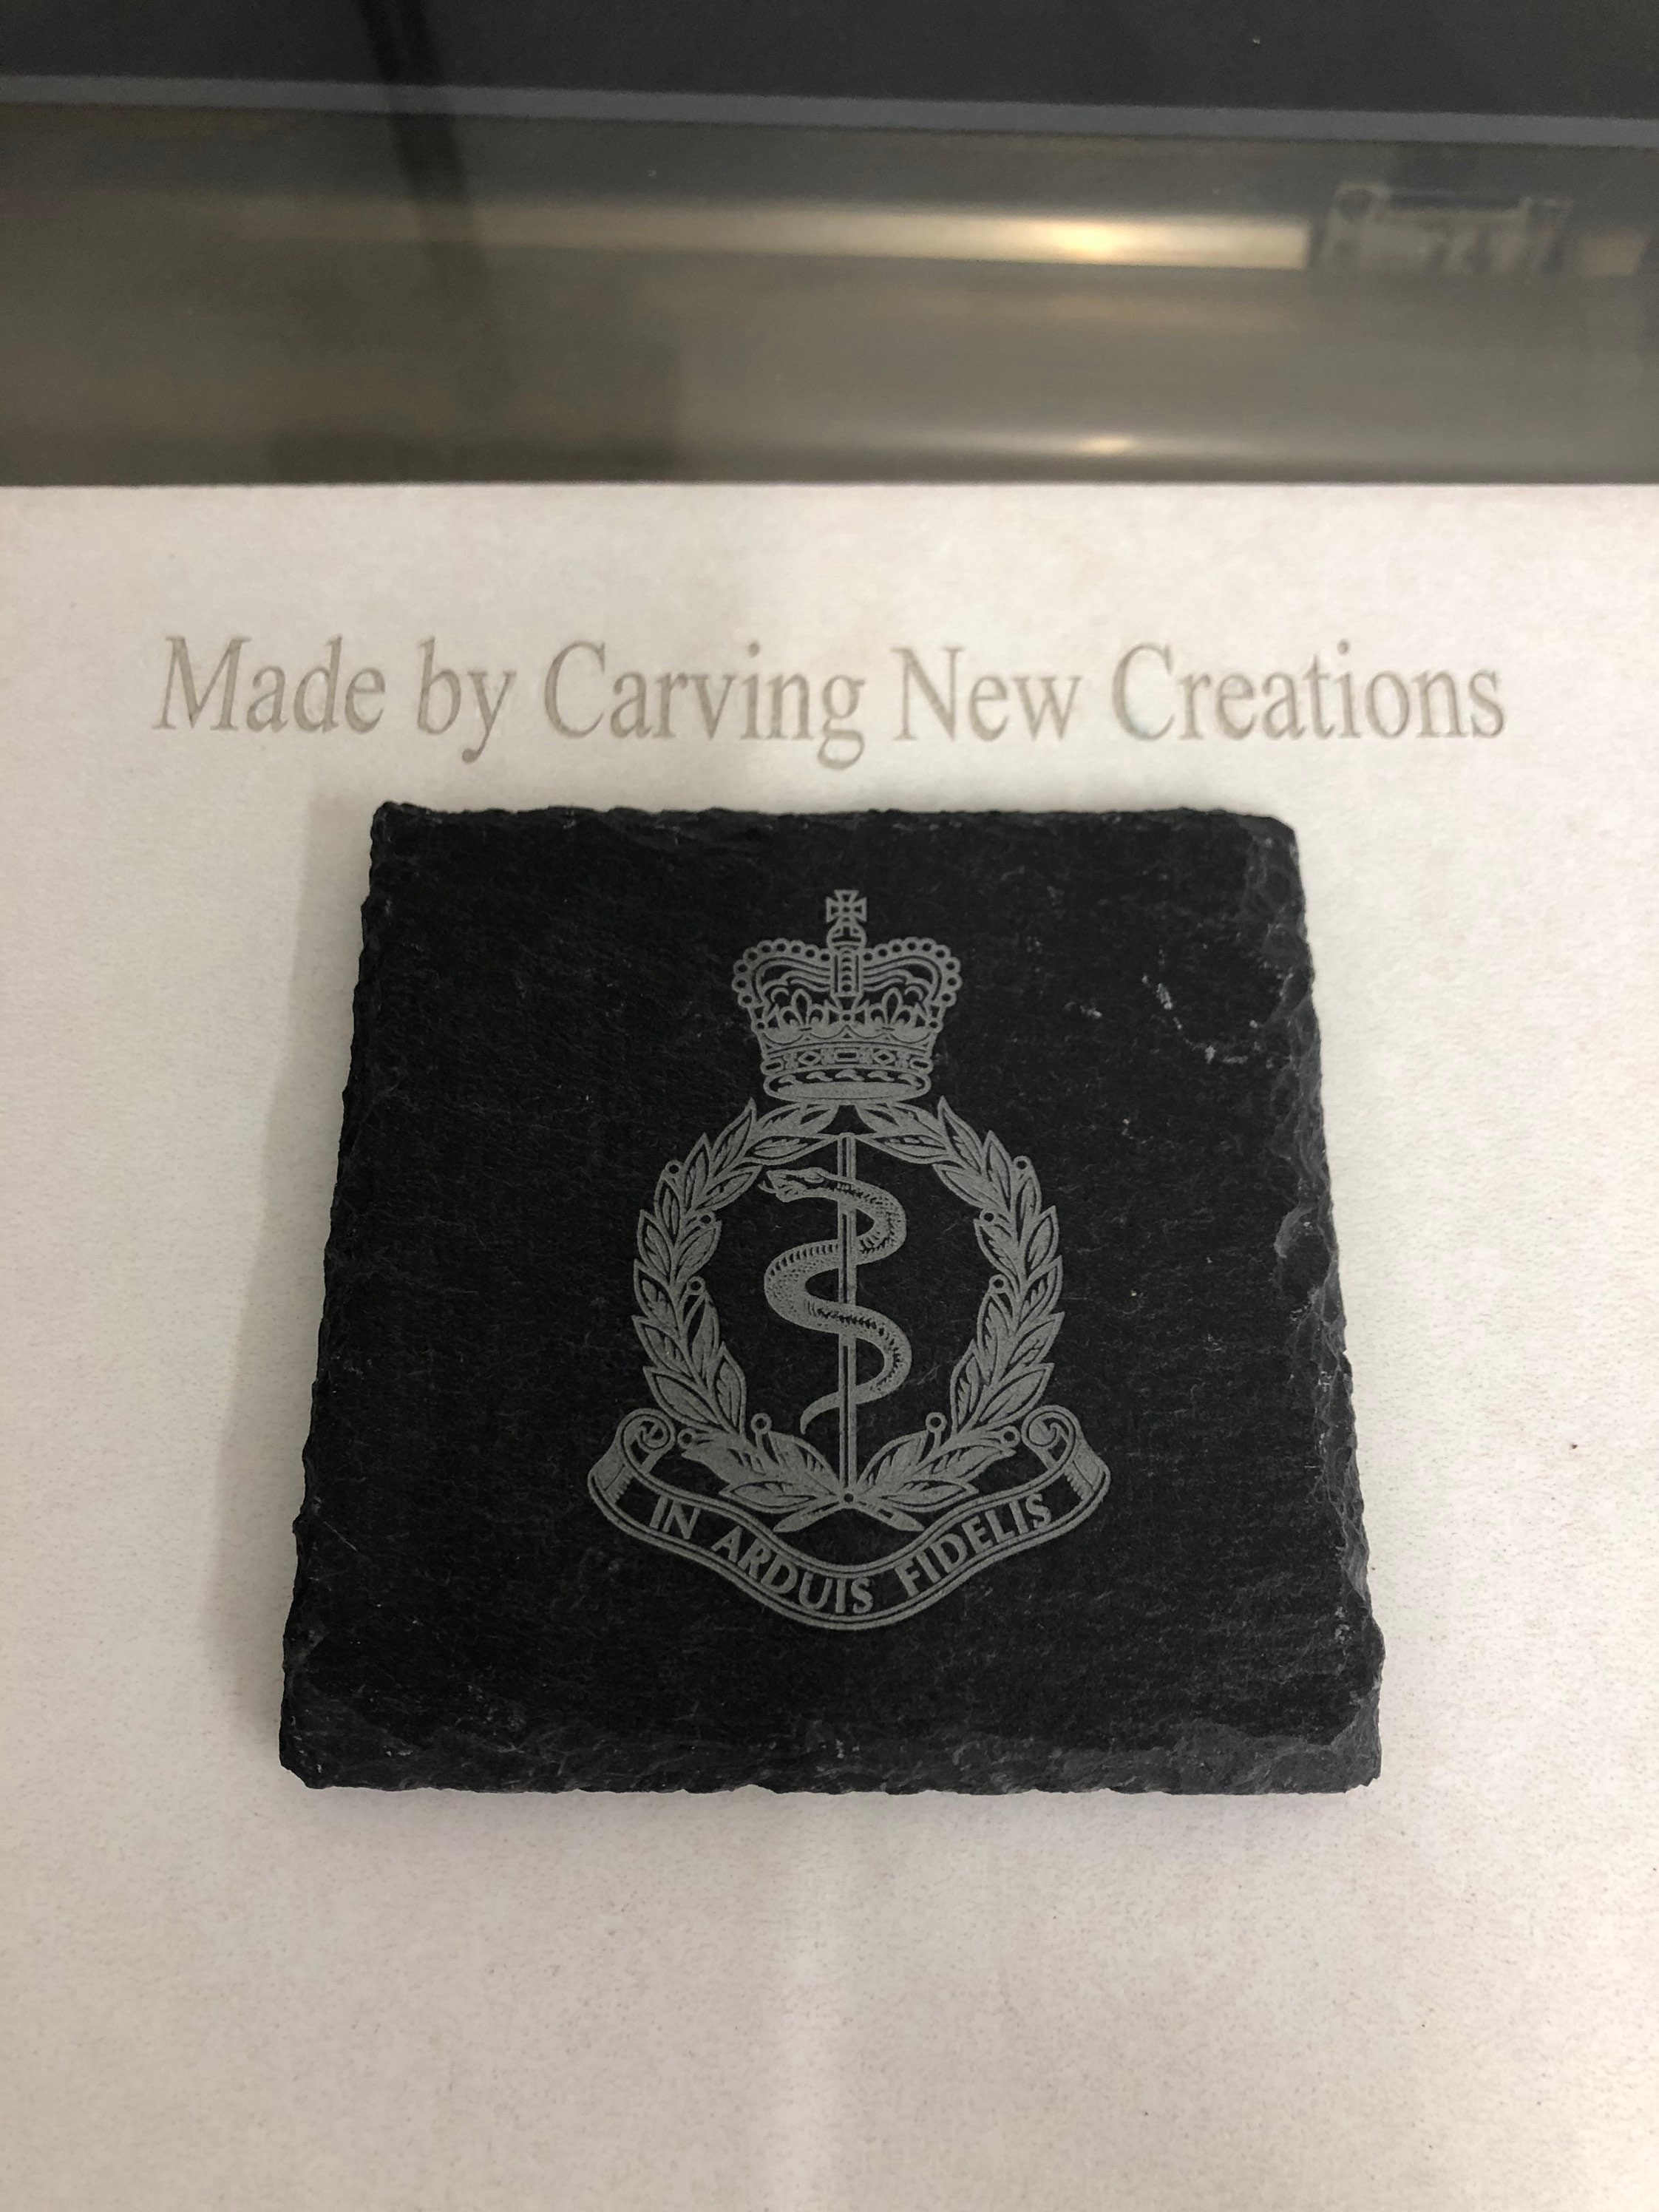 Made by Carving New Creations
IN ARDUIS FIDELIS